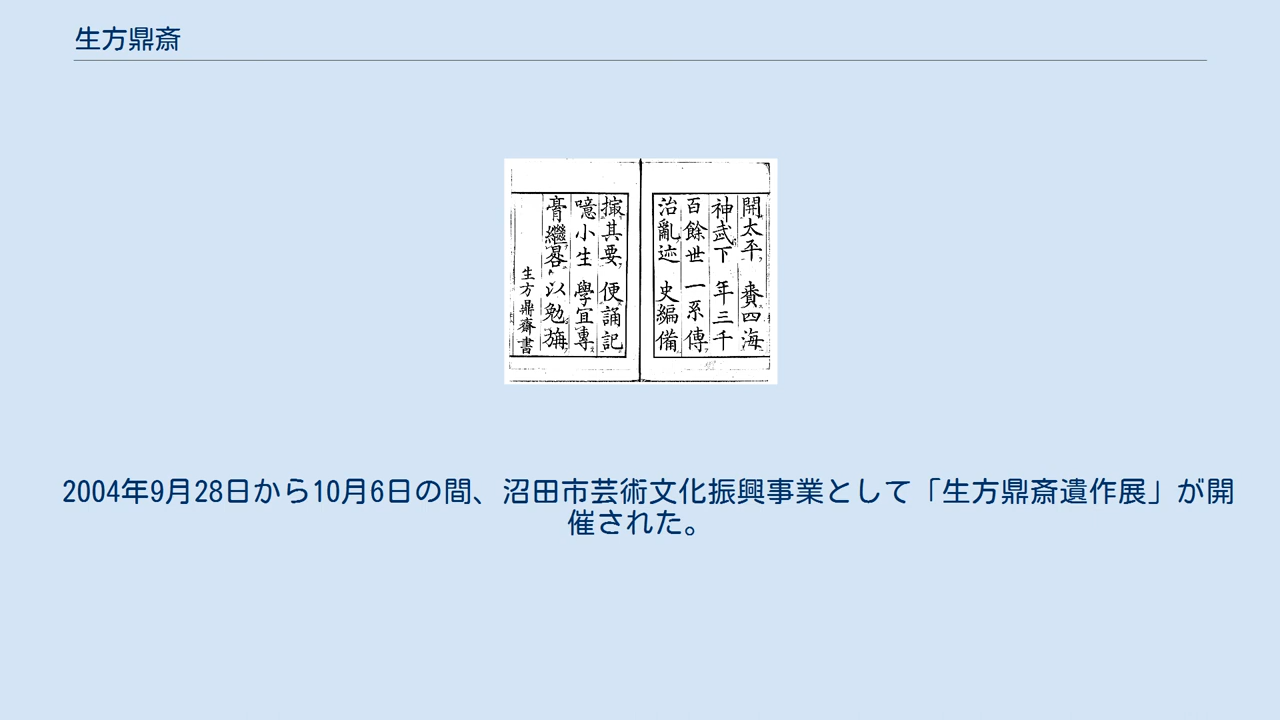 生方鼎斎
開太平賚四海
神武下年三千
百餘世一系傳
治亂迹史編備
撮其要便誦記
噫小生學宜專
膏繼晷以勉旃
生方鼎齋書
2004年9月28日から10月6日の間、沼田市芸術文化振興事業として「生方鼎斎遺作展」が開
催された。